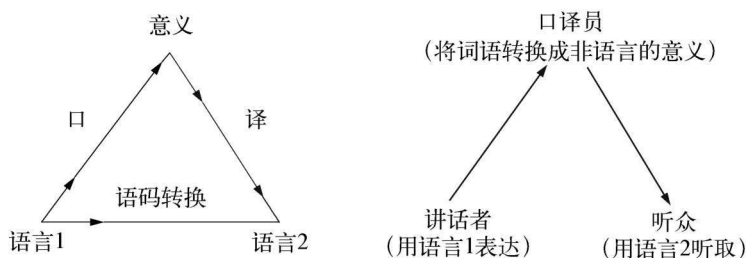 意义
口
译
语码转换
语言1
语言2
口译员
（将词语转换成非语言的意义）
讲话者
（用语言1表达）
听众
（用语言2听取）